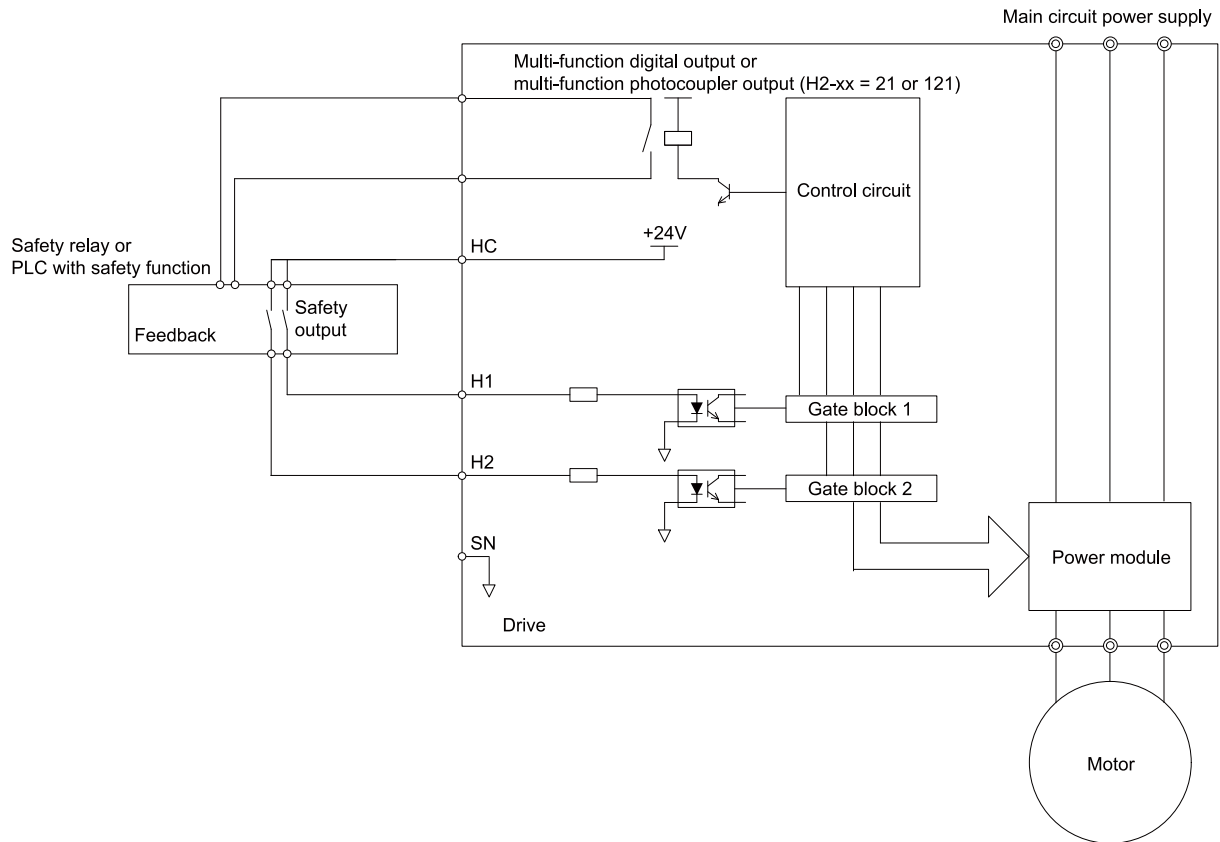 Main circuit power supply
Multi-function digital output or
multi-function photocoupler output (H2-xx = 21 or 121)
Control circuit
+24V
HC
Safety relay or
PLC with safety function
Safety
output
Feedback
H1
Gate block 1
H2
Gate block 2
SN
Power module
Drive
Motor